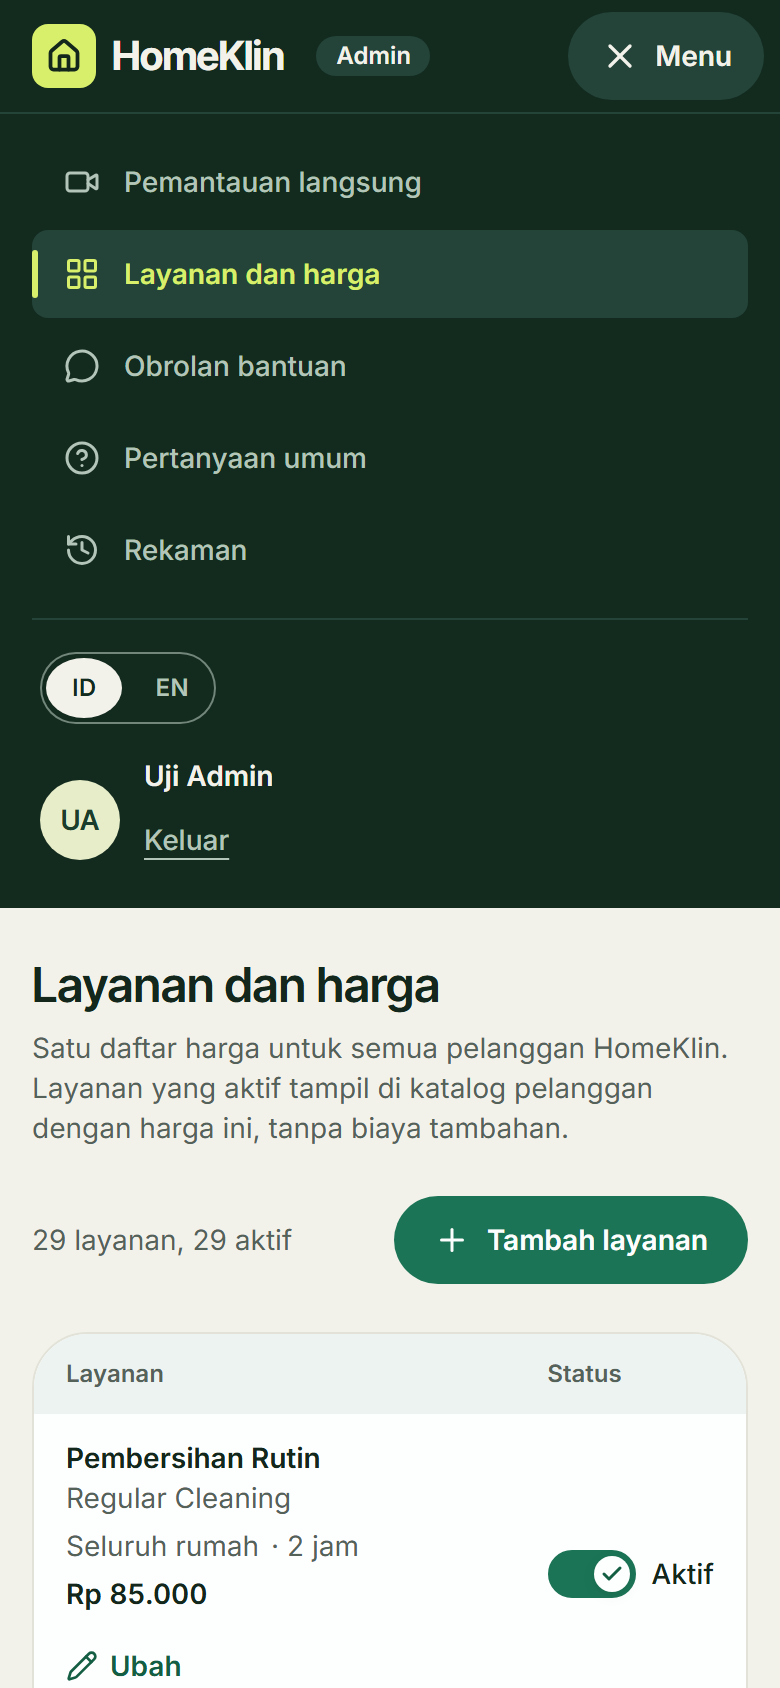 HomeKlin
Admin
Menu
Pemantauan langsung
Layanan dan harga
Obrolan bantuan
Pertanyaan umum
Rekaman
ID
EN
Uji Admin
UA
Keluar
Layanan dan harga
Satu daftar harga untuk semua pelanggan HomeKlin.
Layanan yang aktif tampil di katalog pelanggan
dengan harga ini, tanpa biaya tambahan.
29 layanan, 29 aktif
Tambah layanan
Layanan
Status
Pembersihan Rutin
Regular Cleaning
Seluruh rumah · 2 jam
Rp 85.000
Aktif
Ubah